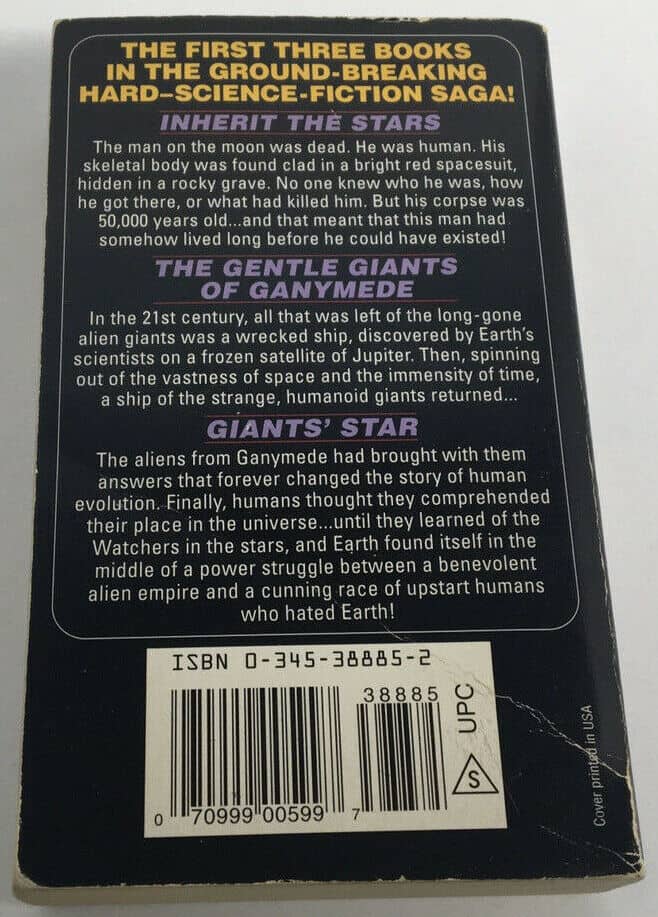 THE FIRST THREE BOOKS
IN THE GROUND-BREAKING
HARD-SCIENCE-FICTION SAGA!
INHERIT THE STARS
The man on the moon was dead. He was human. His
skeletal body was found clad in a bright red spacesuit,
hidden in a rocky grave. No one knew who he was, how
he got there, or what had killed him. But his corpse was
50,000 years old...and that meant that this man had
somehow lived long before he could have existed!
THE GENTLE GIANTS
OF GANYMEDE
In the 21st century, all that was left of the long-gone
alien giants was a wrecked ship, discovered by Earth's
scientists on a frozen satellite of Jupiter. Then, spinning
out of the vastness of space and the immensity of time,
a ship of the strange, humanoid giants returned...
GIANTS' STAR
The aliens from Ganymede had brought with them
answers that forever changed the story of human
evolution. Finally, humans thought they comprehended
their place in the universe...until they learned of the
Watchers in the stars, and Earth found itself in the
middle of a power struggle between a benevolent
alien empire and a cunning race of upstart humans
who hated Earth!
ISBN 0-345-38885-2
38885
0 70999 00599 7
UPC
S
Cover printed in USA